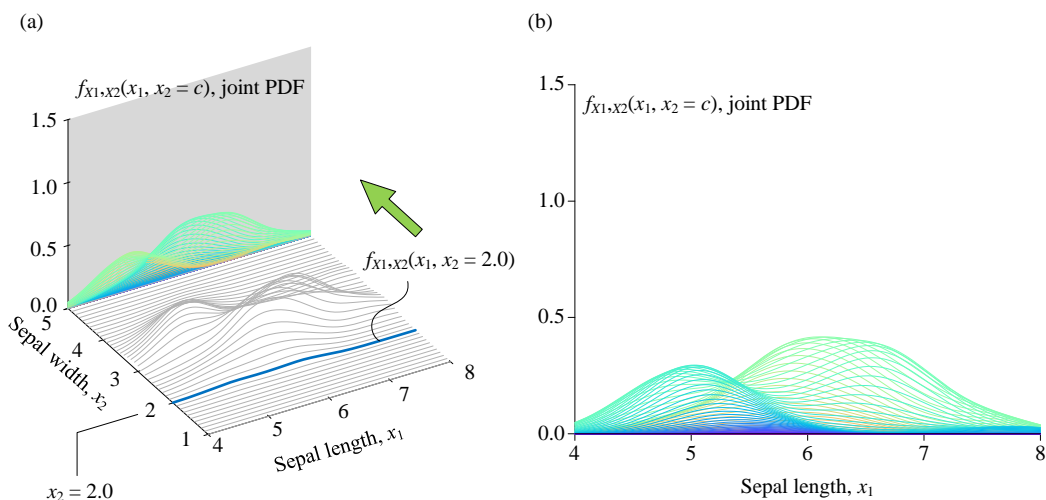 (a)
fX1,X2(x1, x2 = c), joint PDF
1.5
1.0
0.5
0.0
5
4
3
2
1
Sepal width, x2
4
5
6
7
8
Sepal length, x1
fX1,X2(x1, x2 = 2.0)
x2 = 2.0
(b)
fX1,X2(x1, x2 = c), joint PDF
1.5
1.0
0.5
0.0
4
5
6
7
8
Sepal length, x1